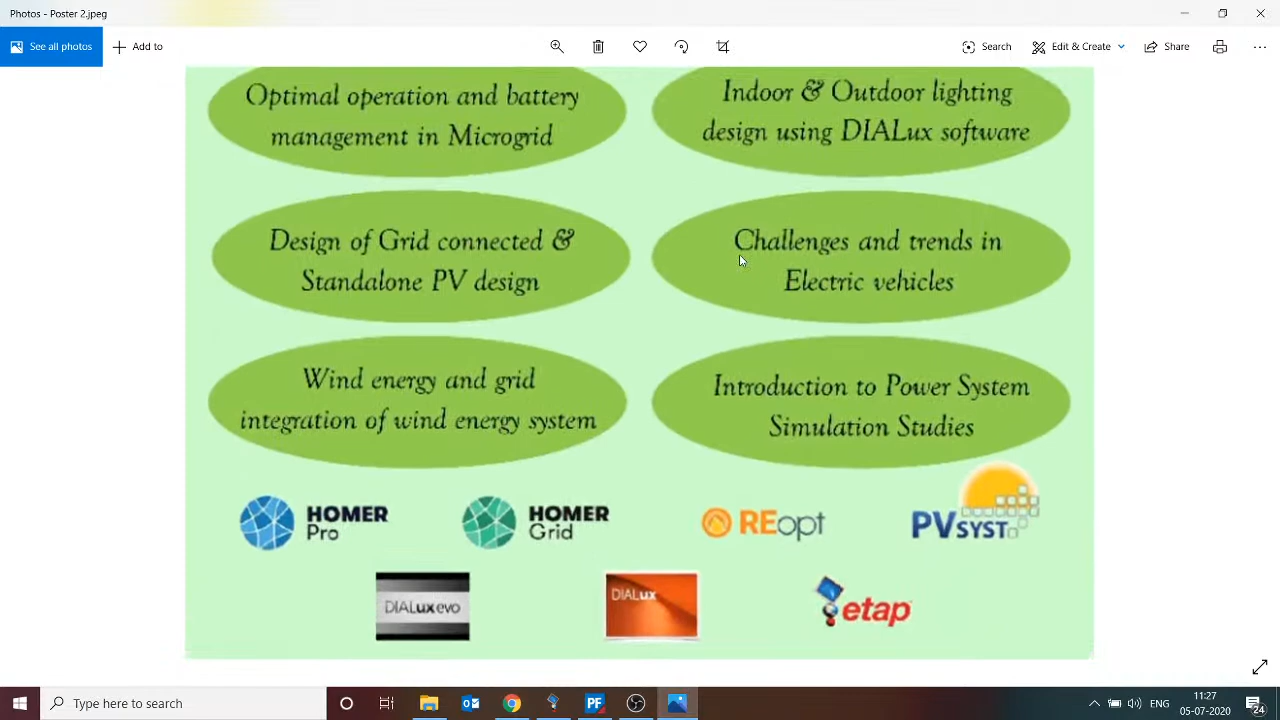 Photos - Poster 2.jpeg
See all photos
Add to
Search
Edit & Create
Share
Optimal operation and battery
management in Microgrid
Indoor & Outdoor lighting
design using DIALux software
Design of Grid connected &
Standalone PV design
Challenges and trends in
Electric vehicles
Wind energy and grid
integration of wind energy system
Introduction to Power System
Simulation Studies
HOMER
Pro
HOMER
Grid
REopt
PVSYST
DIALux evo
DIALux
etap
Type here to search
PF
ENG
11:27
05-07-2020
24